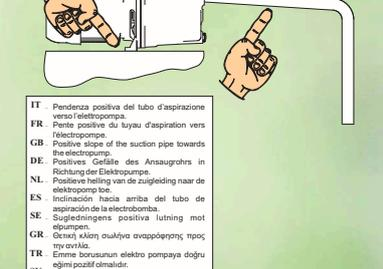 IT - Pendenza positiva del tubo d'aspirazione
verso l'elettropompa.
FR - Pente positive du tuyau d'aspiration vers
l'électropompe.
GB - Positive slope of the suction pipe towards
the electropump.
DE - Positives Gefälle des Ansaugrohrs in
Richtung der Elektropumpe.
NL - Positieve helling van de zuigleiding naar de
elektropomp toe.
ES - Inclinación hacia arriba del tubo de
aspiración de la electrobomba.
SE - Sugledningens positiva lutning mot
elpumpen.
GR - Θετική κλίση σωλήνα αναρρόφησης προς
την αντλία.
TR - Emme borusunun elektro pompaya doğru
eğimi pozitif olmalıdır.